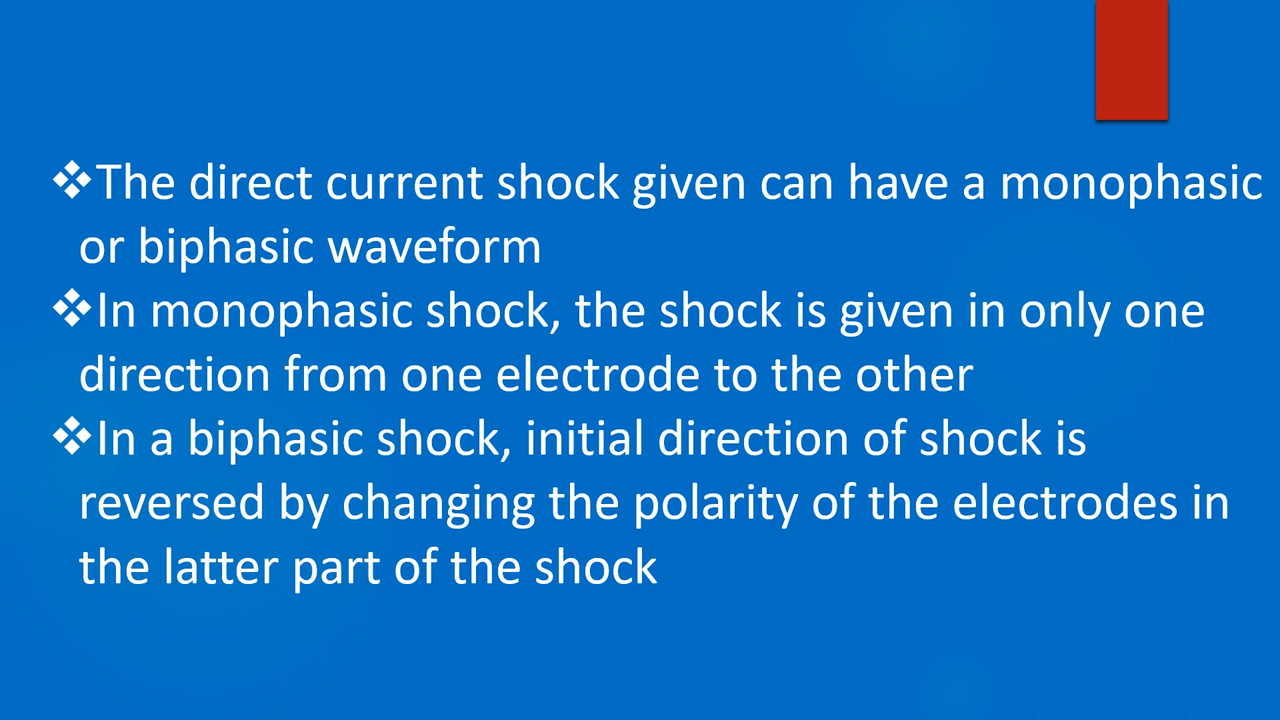 ❖The direct current shock given can have a monophasic
or biphasic waveform
❖In monophasic shock, the shock is given in only one
direction from one electrode to the other
❖In a biphasic shock, initial direction of shock is
reversed by changing the polarity of the electrodes in
the latter part of the shock